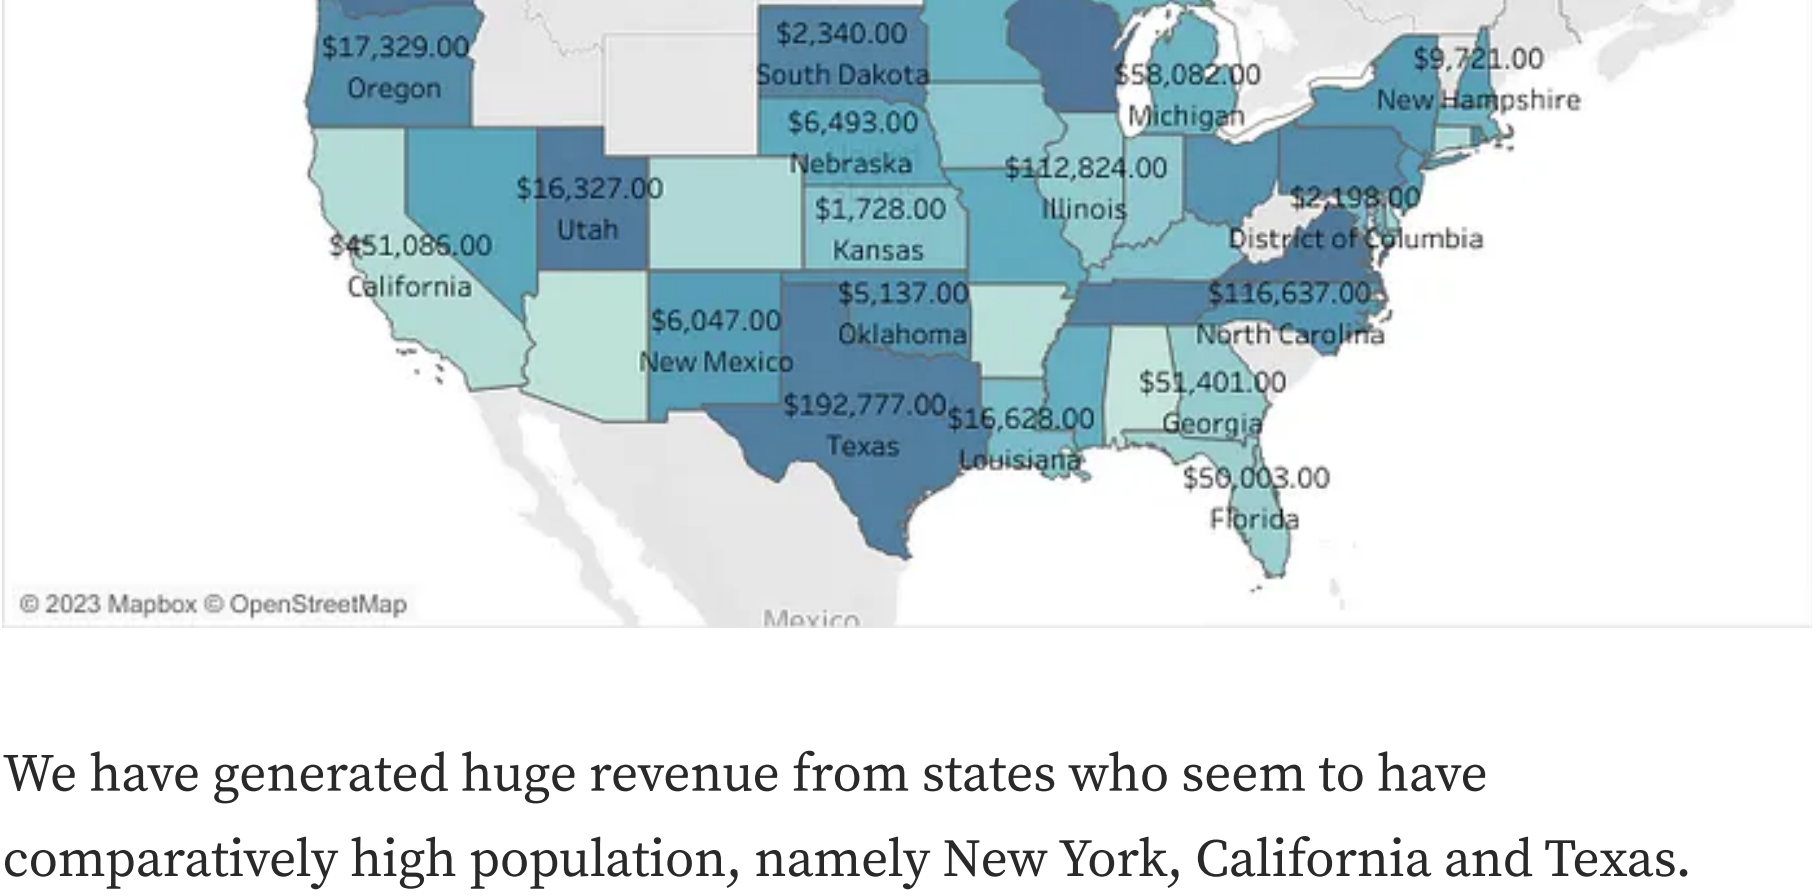 $17,329.00
Oregon
$2,340.00
South Dakota
$58,082.00
Michigan
$9,721.00
New Hampshire
$6,493.00
Nebraska
$16,327.00
Utah
$112,824.00
Illinois
$1,728.00
Kansas
$2,198.00
District of Columbia
$451,086.00
California
$5,137.00
Oklahoma
$116,637.00
North Carolina
$6,047.00
New Mexico
$51,401.00
Georgia
$192,777.00
Texas
$16,628.00
Louisiana
$50,003.00
Florida
© 2023 Mapbox © OpenStreetMap
Mexico
We have generated huge revenue from states who seem to have
comparatively high population, namely New York, California and Texas.